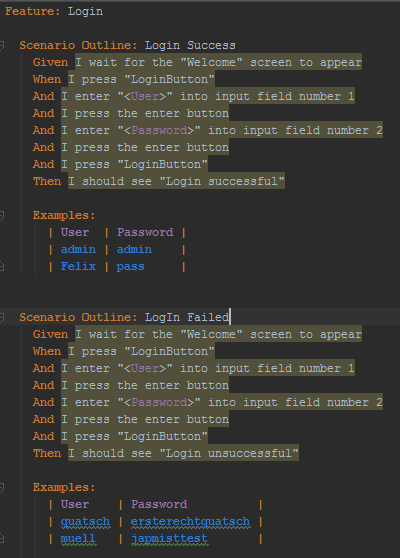 Feature: Login
Scenario Outline: Login Success
Given I wait for the "Welcome" screen to appear
When I press "LoginButton"
And I enter "<User>" into input field number 1
And I press the enter button
And I enter "<Password>" into input field number 2
And I press the enter button
And I press "LoginButton"
Then I should see "Login successful"
Examples:
| User | Password |
| admin | admin |
| Felix | pass |
Scenario Outline: LogIn Failed
Given I wait for the "Welcome" screen to appear
When I press "LoginButton"
And I enter "<User>" into input field number 1
And I press the enter button
And I enter "<Password>" into input field number 2
And I press the enter button
And I press "LoginButton"
Then I should see "Login unsuccessful"
Examples:
| User | Password |
| quatsch | ersterechtquatsch |
| muell | japmisttest |